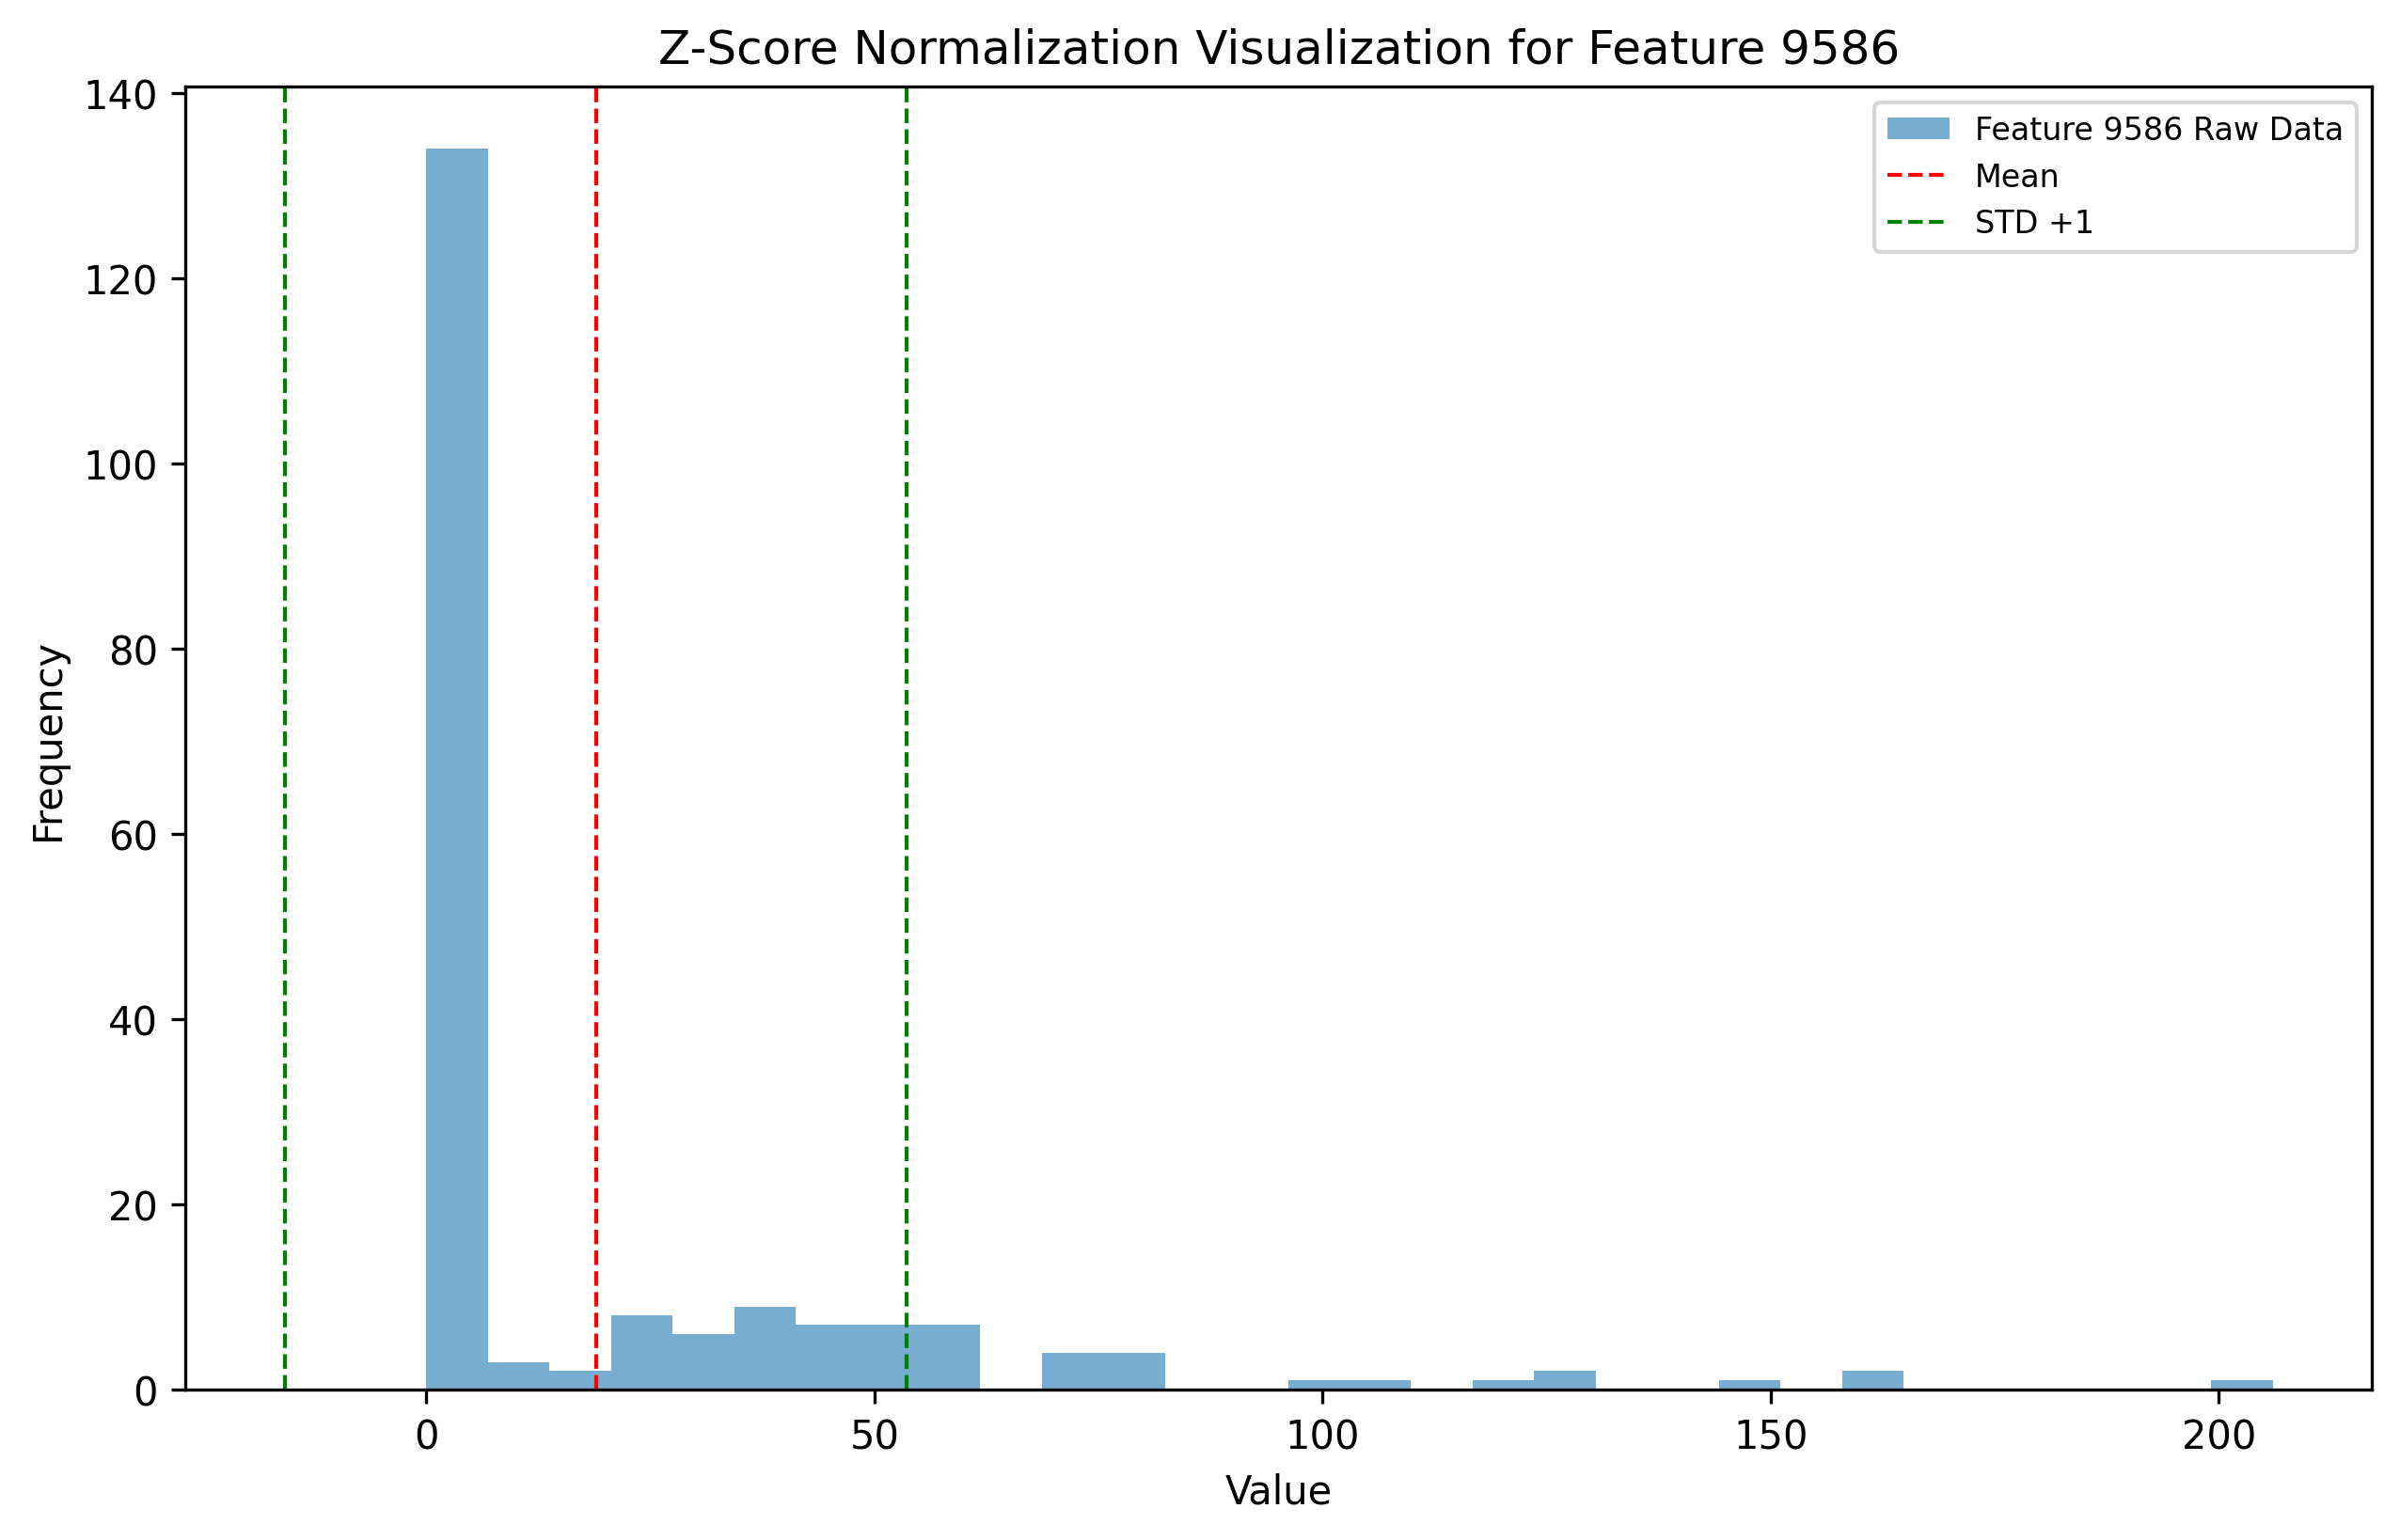 Z-Score Normalization Visualization for Feature 9586
140
120
100
80
60
40
20
0
Frequency
Feature 9586 Raw Data
Mean
STD +1
0
50
100
150
200
Value